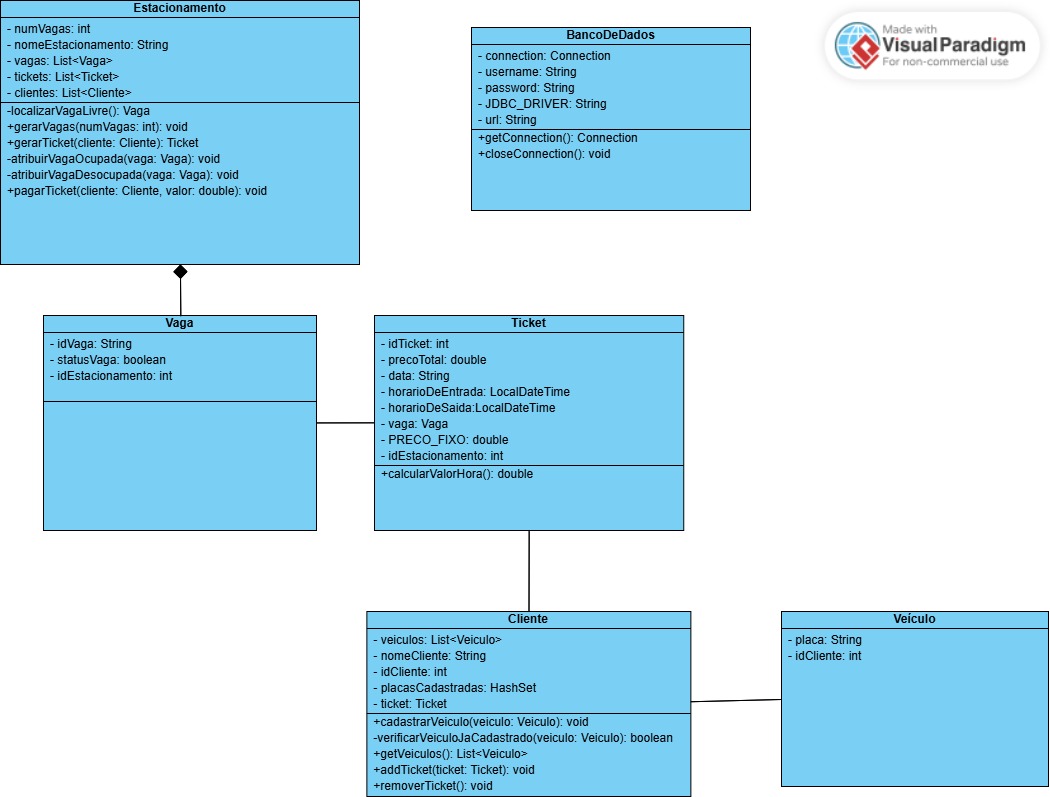 Estacionamento
- numVagas: int
- nomeEstacionamento: String
- vagas: List<Vaga>
- tickets: List<Ticket>
- clientes: List<Cliente>
-localizarVagaLivre(): Vaga
+gerarVagas(numVagas: int): void
+gerarTicket(cliente: Cliente): Ticket
-atribuirVagaOcupada(vaga: Vaga): void
-atribuirVagaDesocupada(vaga: Vaga): void
+pagarTicket(cliente: Cliente, valor: double): void
BancoDeDados
- connection: Connection
- username: String
- password: String
- JDBC_DRIVER: String
- url: String
+getConnection(): Connection
+closeConnection(): void
Made with
Visual Paradigm
For non-commercial use
Vaga
- idVaga: String
- statusVaga: boolean
- idEstacionamento: int
Ticket
- idTicket: int
- precoTotal: double
- data: String
- horarioDeEntrada: LocalDateTime
- horarioDeSaida:LocalDateTime
- vaga: Vaga
- PRECO_FIXO: double
- idEstacionamento: int
+calcularValorHora(): double
Cliente
- veiculos: List<Veiculo>
- nomeCliente: String
- idCliente: int
- placasCadastradas: HashSet
- ticket: Ticket
+cadastrarVeiculo(veiculo: Veiculo): void
-verificarVeiculoJaCadastrado(veiculo: Veiculo): boolean
+getVeiculos(): List<Veiculo>
+addTicket(ticket: Ticket): void
+removerTicket(): void
Veículo
- placa: String
- idCliente: int